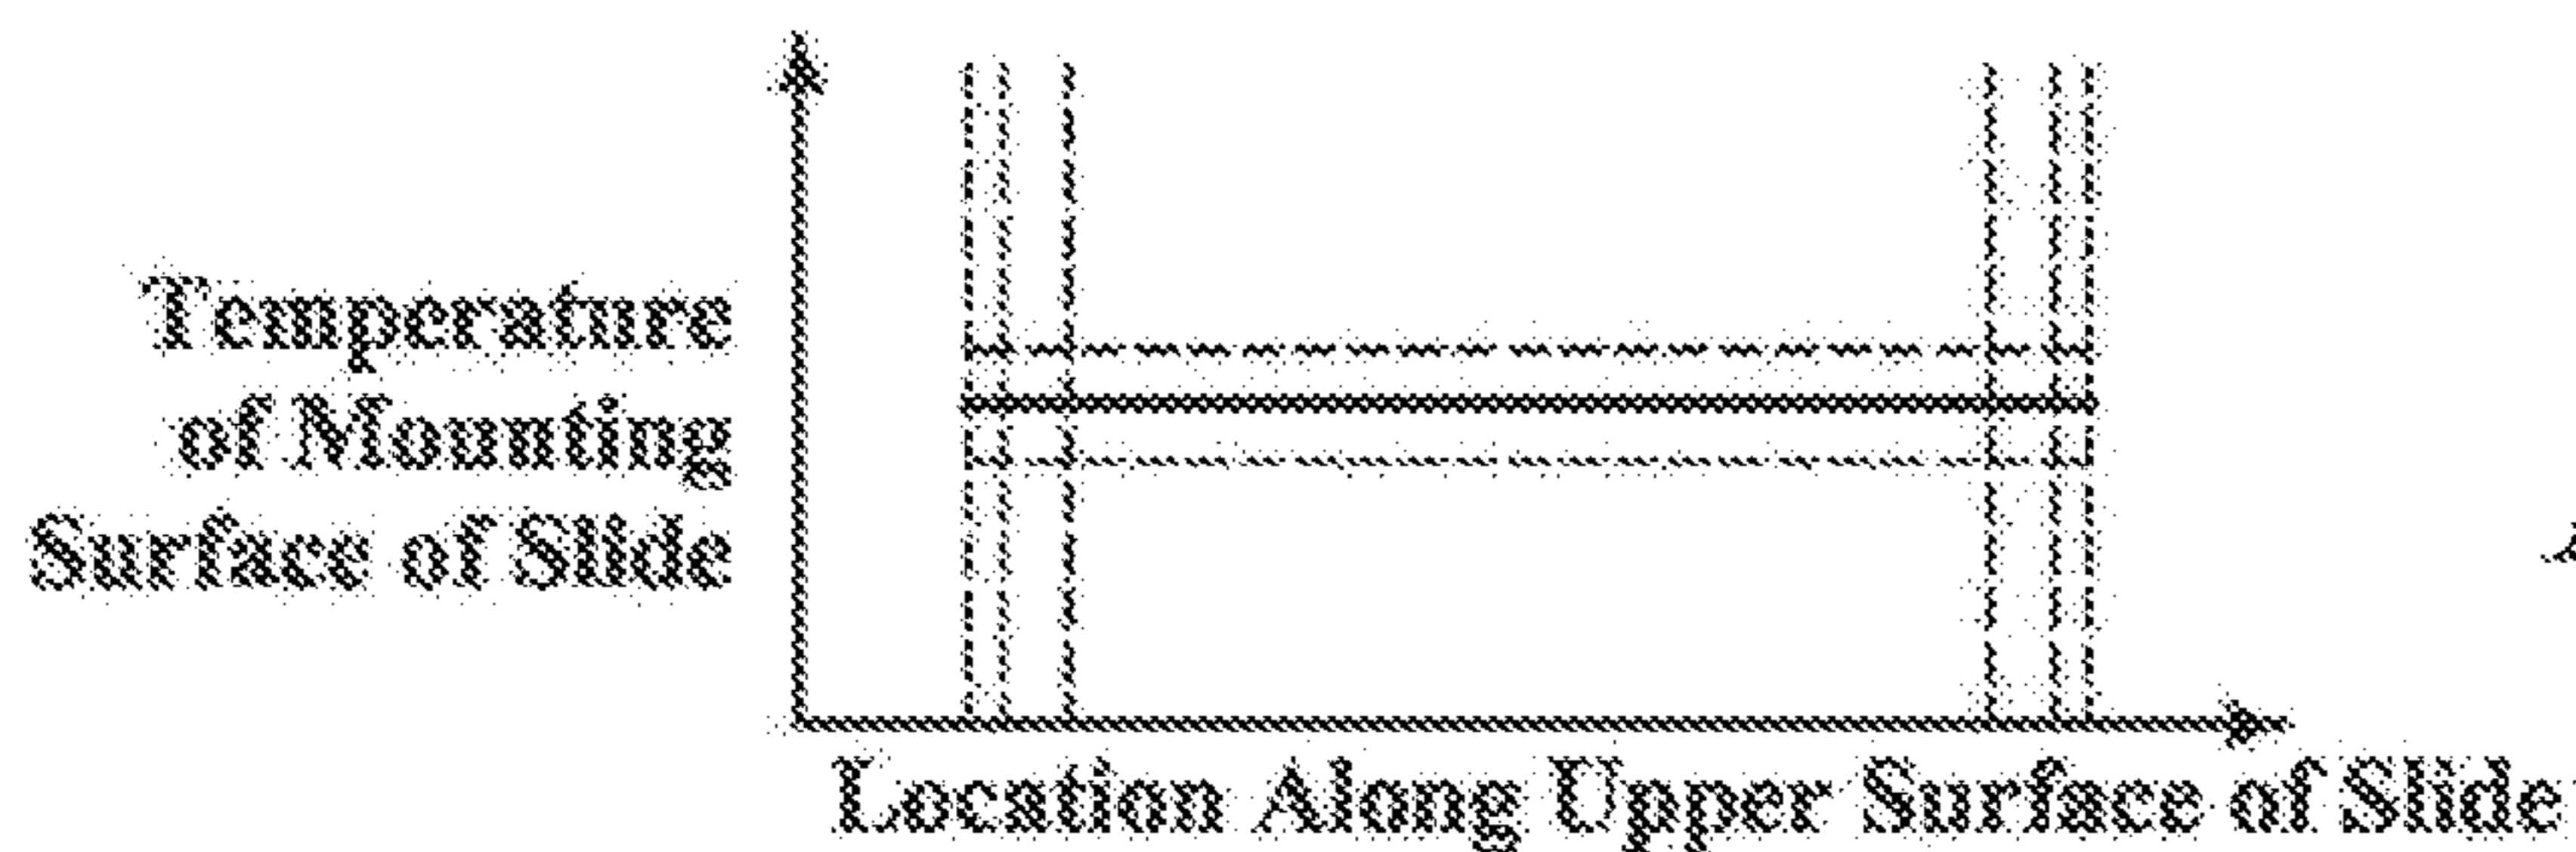 Temperature
of Mounting
Surface of Slide
Location Along Upper Surface of Slide